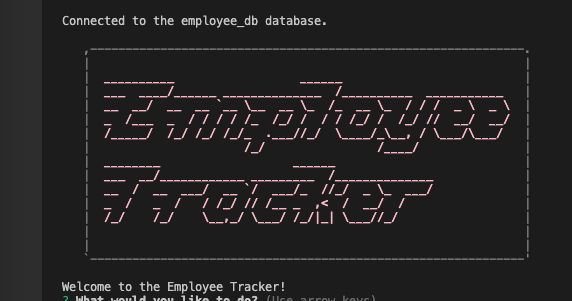 Connected to the employee_db database.
Employee
Tracker
Welcome to the Employee Tracker!
? What would you like to do? (Use arrow keys)